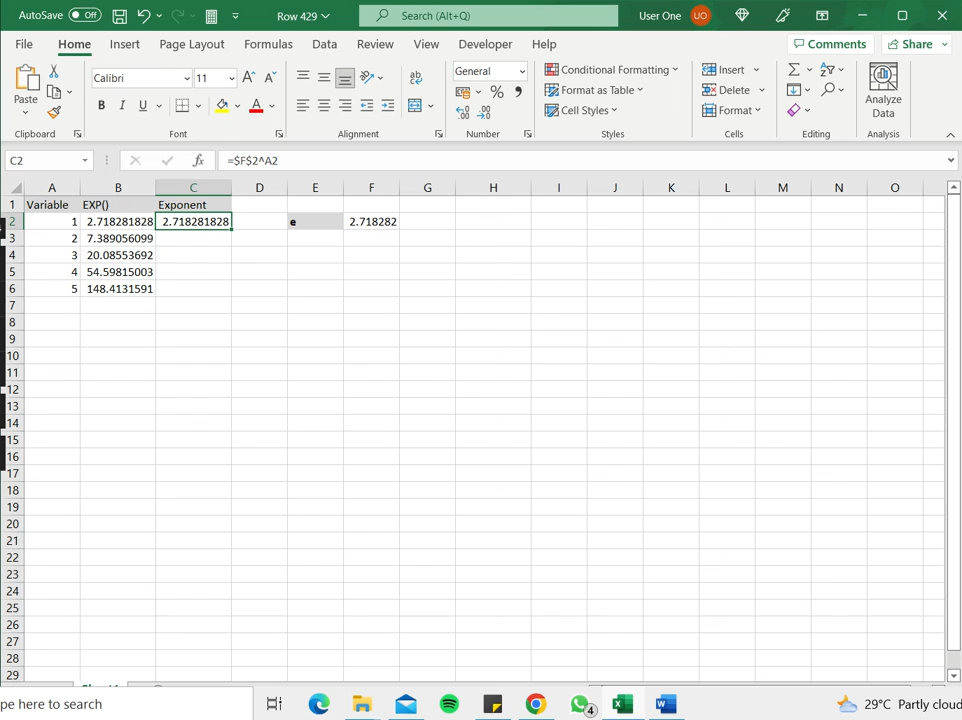 AutoSave Off Row 429 Search (Alt+Q) User One UO
File Home Insert Page Layout Formulas Data Review View Developer Help Comments Share
Paste Calibri 11 A^ A˅ ab General Conditional Formatting Insert Σ Analyze Data
B I U A % , Format as Table Delete
Cell Styles Format
Clipboard Font Alignment Number Styles Cells Editing Analysis
C2 fx =$F$2^A2
A B C D E F G H I J K L M N O
1 Variable EXP() Exponent
2 1 2.718281828 2.718281828 e 2.718282
3 2 7.389056099
4 3 20.08553692
5 4 54.59815003
6 5 148.4131591
7
8
9
10
11
12
13
14
15
16
17
18
19
20
21
22
23
24
25
26
27
28
29
pe here to search 4 29°C Partly cloud